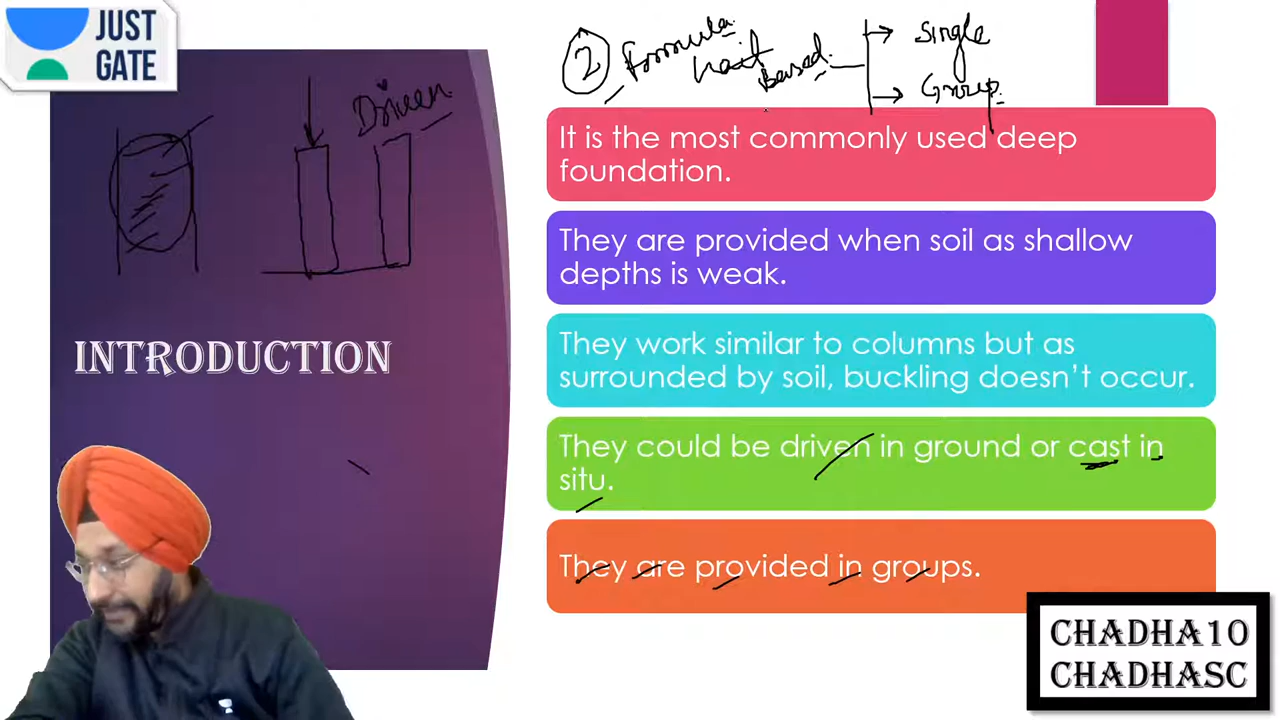 JUST
GATE
② Formula
Based
→ Single
→ Group
Driven
It is the most commonly used deep
foundation.
They are provided when soil as shallow
depths is weak.
INTRODUCTION
They work similar to columns but as
surrounded by soil, buckling doesn't occur.
They could be driven in ground or cast in
situ.
They are provided in groups.
CHADHA10
CHADHASC